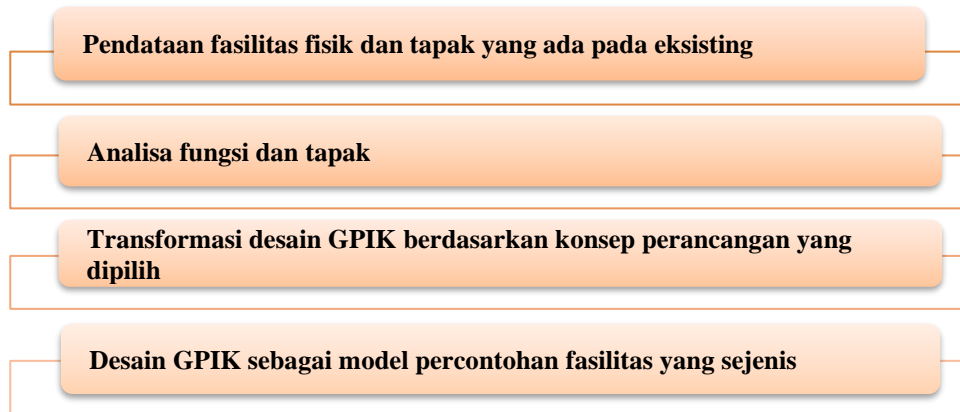 Pendataan fasilitas fisik dan tapak yang ada pada eksisting
Analisa fungsi dan tapak
Transformasi desain GPIK berdasarkan konsep perancangan yang
dipilih
Desain GPIK sebagai model percontohan fasilitas yang sejenis